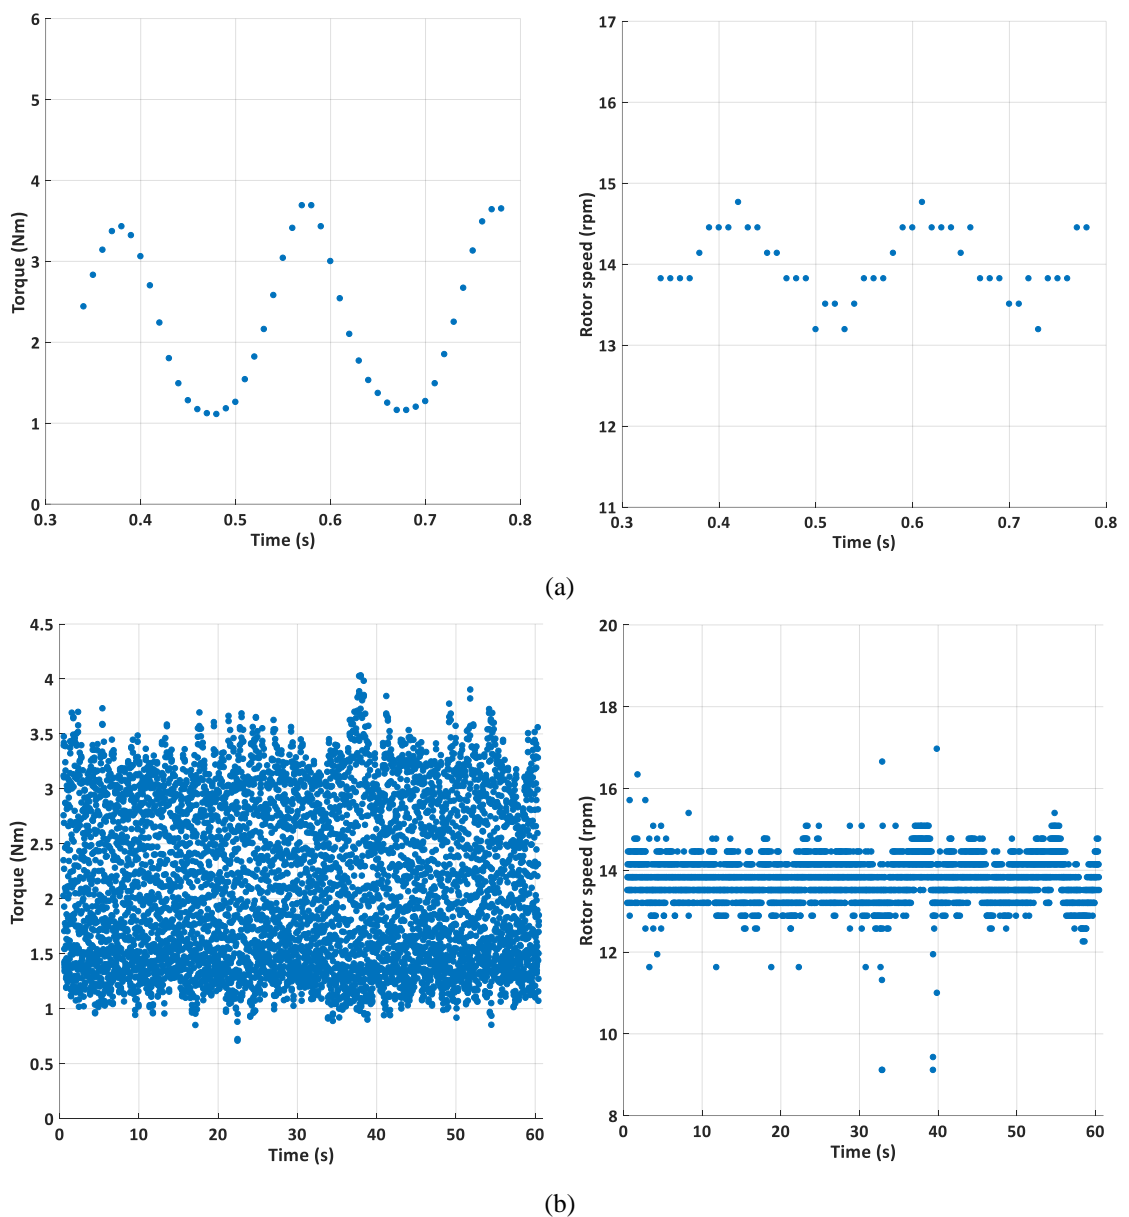 6
5
4
3
2
1
0
Torque (Nm)
0.3 0.4 0.5 0.6 0.7 0.8
Time (s)
17
16
15
14
13
12
11
Rotor speed (rpm)
0.3 0.4 0.5 0.6 0.7 0.8
Time (s)
(a)
4.5
4
3.5
3
2.5
2
1.5
1
0.5
0
Torque (Nm)
0 10 20 30 40 50 60
Time (s)
20
18
16
14
12
10
8
Rotor speed (rpm)
0 10 20 30 40 50 60
Time (s)
(b)